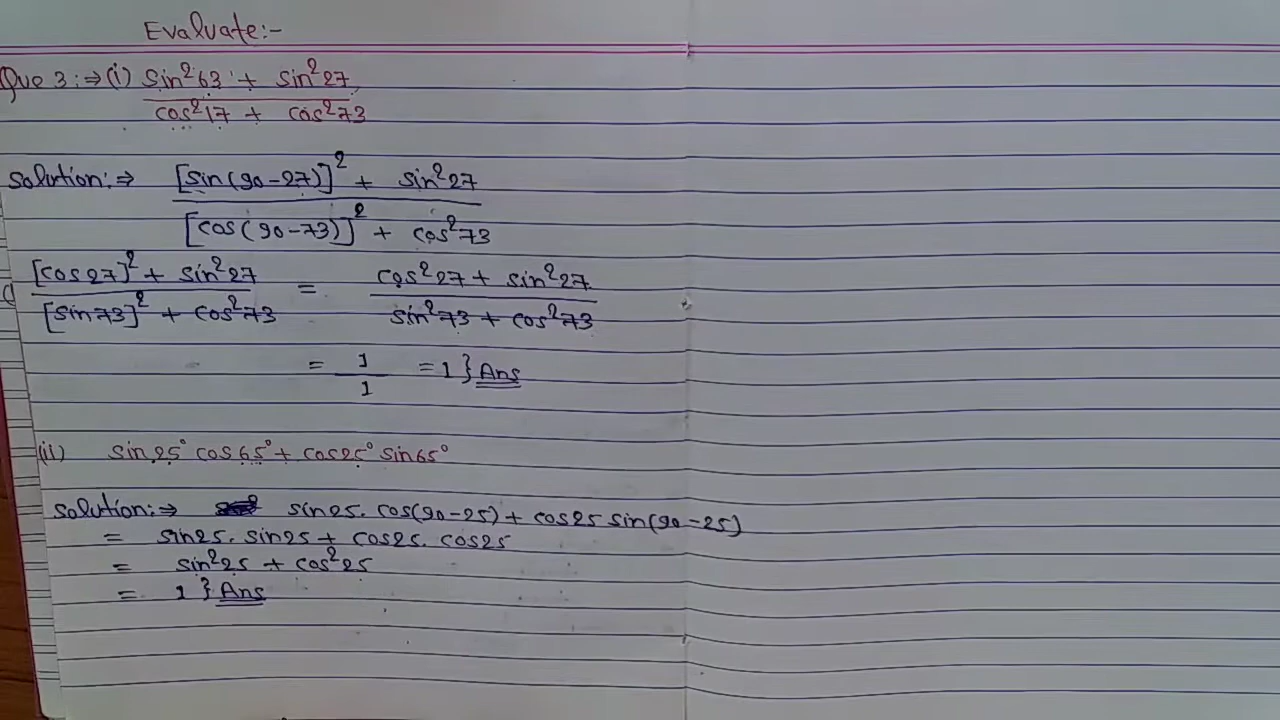 Evaluate:-
Que 3:⇒(i) sin²63 + sin²27
cos²17 + cos²73
Solution:⇒ [sin(90-27)]² + sin²27
[cos(90-73)]² + cos²73
[cos27]² + sin²27 = cos²27 + sin²27
[sin73]² + cos²73 sin²73 + cos²73
= 1 = 1 } Ans
1
(ii) sin25° cos65° + cos25° sin65°
Solution:⇒ sin25. cos(90-25) + cos25 sin(90-25)
= sin25. sin25 + cos25. cos25
= sin²25 + cos²25
= 1 } Ans